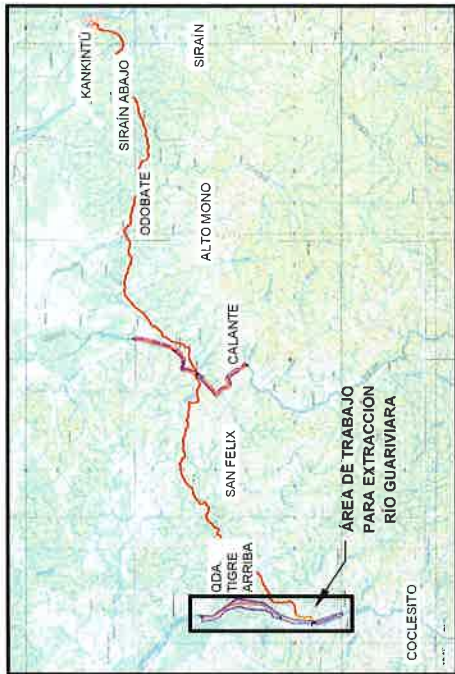 KANKINTÚ
SIRAÍN ABAJO
SIRAÍN
ODOBATE
ALTO MONO
CALANTE
SAN FELIX
QDA.
TIGRE
ARRIBA
ÁREA DE TRABAJO
PARA EXTRACCIÓN
RÍO GUARIVIARA
COCLESITO